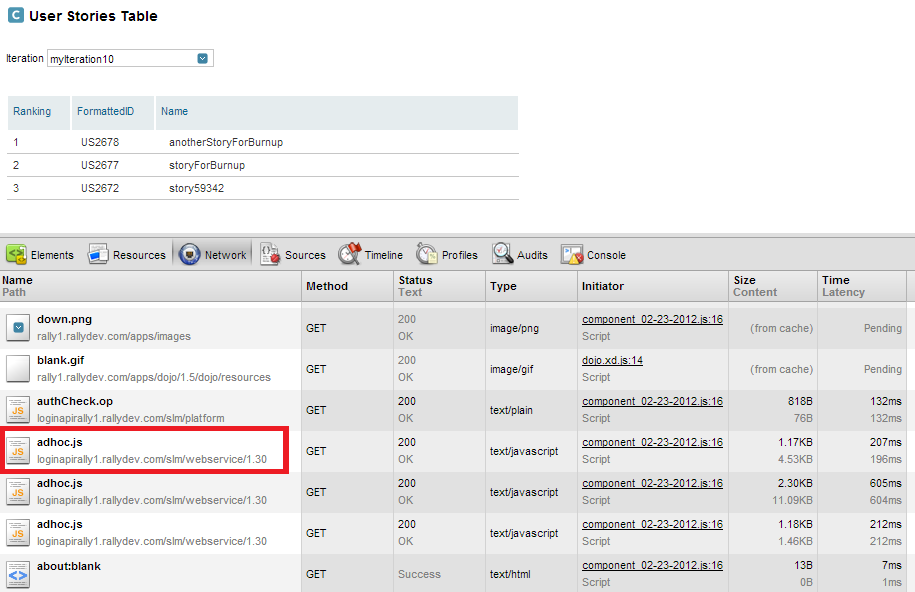 C User Stories Table
Iteration myIteration10
Ranking FormattedID Name
1 US2678 anotherStoryForBurnup
2 US2677 storyForBurnup
3 US2672 story59342
Elements Resources Network Sources Timeline Profiles Audits Console
Name Method Status Type Initiator Size Time
Path Text Content Latency
down.png GET 200 image/png component_02-23-2012.js:16 (from cache) Pending
rally1.rallydev.com/apps/images OK Script
blank.gif GET 200 image/gif dojo.xd.js:14 (from cache) Pending
rally1.rallydev.com/apps/dojo/1.5/dojo/resources OK Script
authCheck.op GET 200 text/plain component_02-23-2012.js:16 818B 132ms
loginapirally1.rallydev.com/slm/platform OK Script 76B 132ms
adhoc.js GET 200 text/javascript component_02-23-2012.js:16 1.17KB 207ms
loginapirally1.rallydev.com/slm/webservice/1.30 OK Script 4.53KB 196ms
adhoc.js GET 200 text/javascript component_02-23-2012.js:16 2.30KB 605ms
loginapirally1.rallydev.com/slm/webservice/1.30 OK Script 11.09KB 604ms
adhoc.js GET 200 text/javascript component_02-23-2012.js:16 1.18KB 212ms
loginapirally1.rallydev.com/slm/webservice/1.30 OK Script 1.46KB 212ms
about:blank GET Success text/html component_02-23-2012.js:16 13B 7ms
Script 0B 1ms